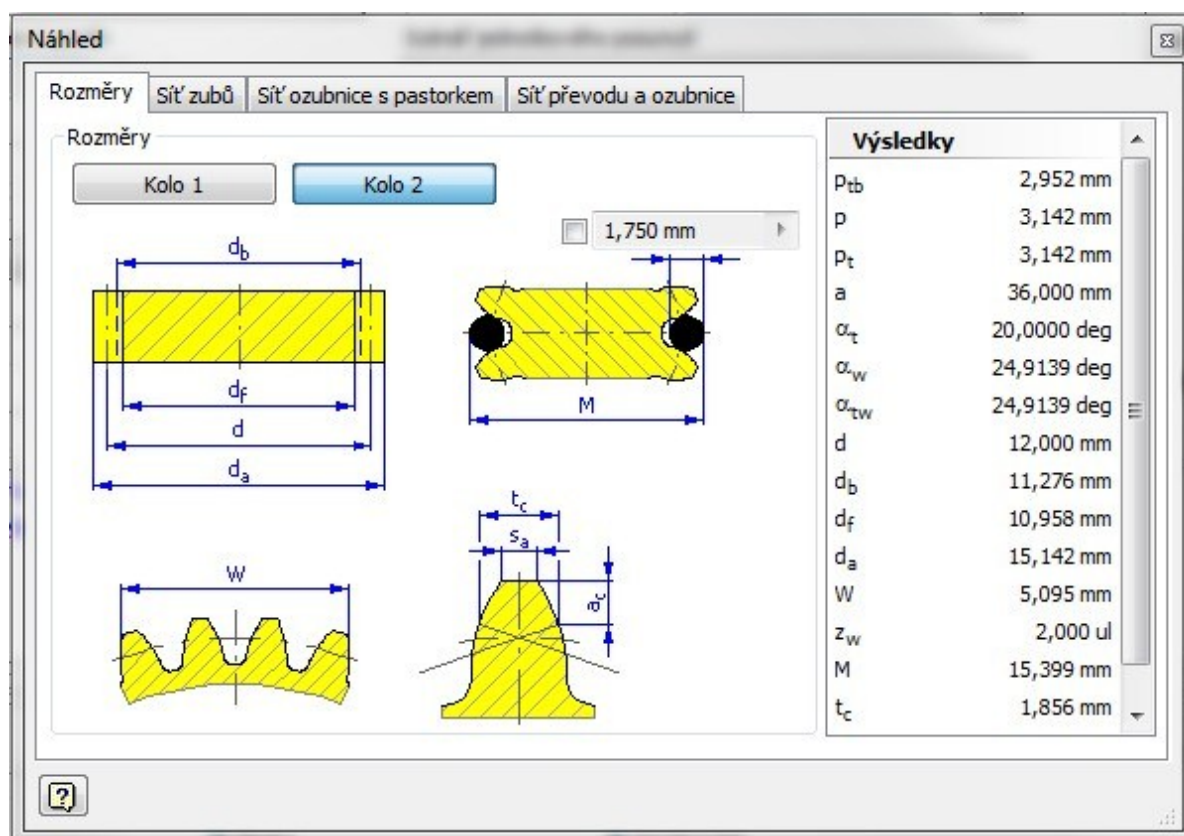 Náhled
Rozměry Síť zubů Síť ozubnice s pastorkem Síť převodu a ozubnice
Rozměry
Kolo 1 Kolo 2
1,750 mm
d_b
d_f
d
d_a
M
W
t_c
s_a
a_c
Výsledky
p_tb 2,952 mm
p 3,142 mm
p_t 3,142 mm
a 36,000 mm
α_t 20,0000 deg
α_w 24,9139 deg
α_tw 24,9139 deg
d 12,000 mm
d_b 11,276 mm
d_f 10,958 mm
d_a 15,142 mm
W 5,095 mm
z_w 2,000 ul
M 15,399 mm
t_c 1,856 mm